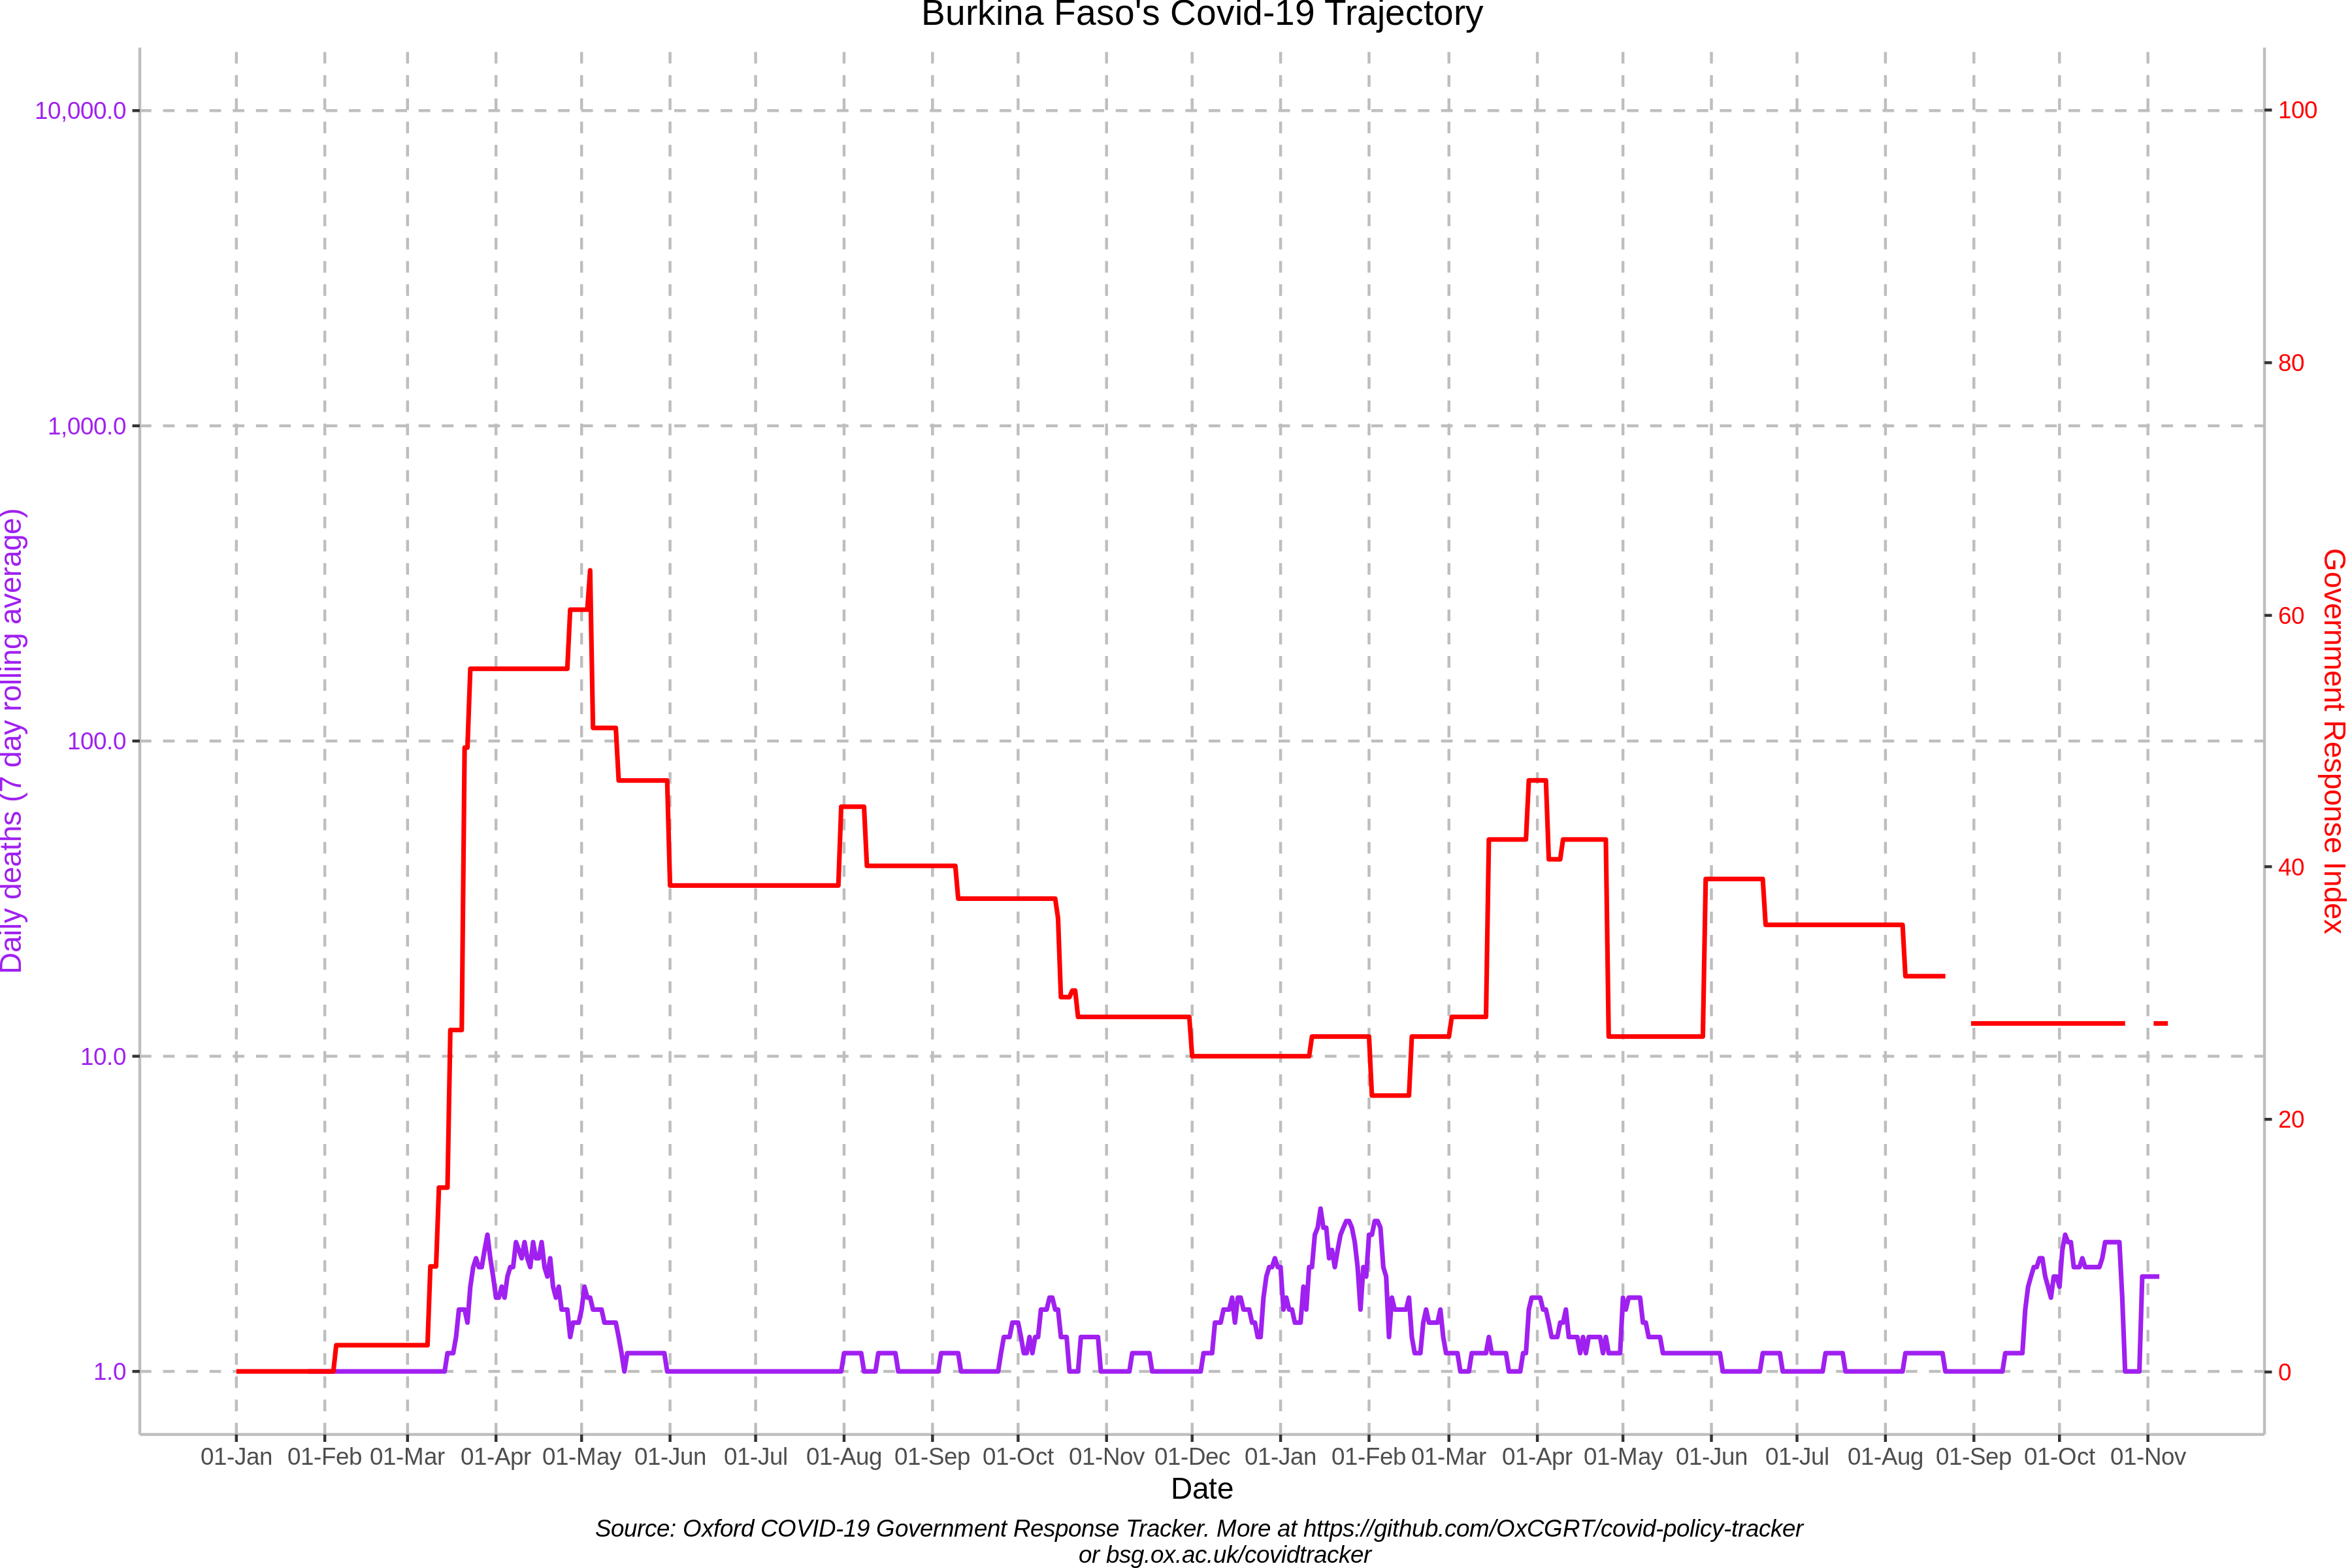 Burkina Faso's Covid-19 Trajectory
Daily deaths (7 day rolling average)
10,000.0
1,000.0
100.0
10.0
1.0
100
80
60
40
20
0
Government Response Index
01-Jan 01-Feb 01-Mar 01-Apr 01-May 01-Jun 01-Jul 01-Aug 01-Sep 01-Oct 01-Nov 01-Dec 01-Jan 01-Feb 01-Mar 01-Apr 01-May 01-Jun 01-Jul 01-Aug 01-Sep 01-Oct 01-Nov
Date
Source: Oxford COVID-19 Government Response Tracker. More at https://github.com/OxCGRT/covid-policy-tracker
or bsg.ox.ac.uk/covidtracker